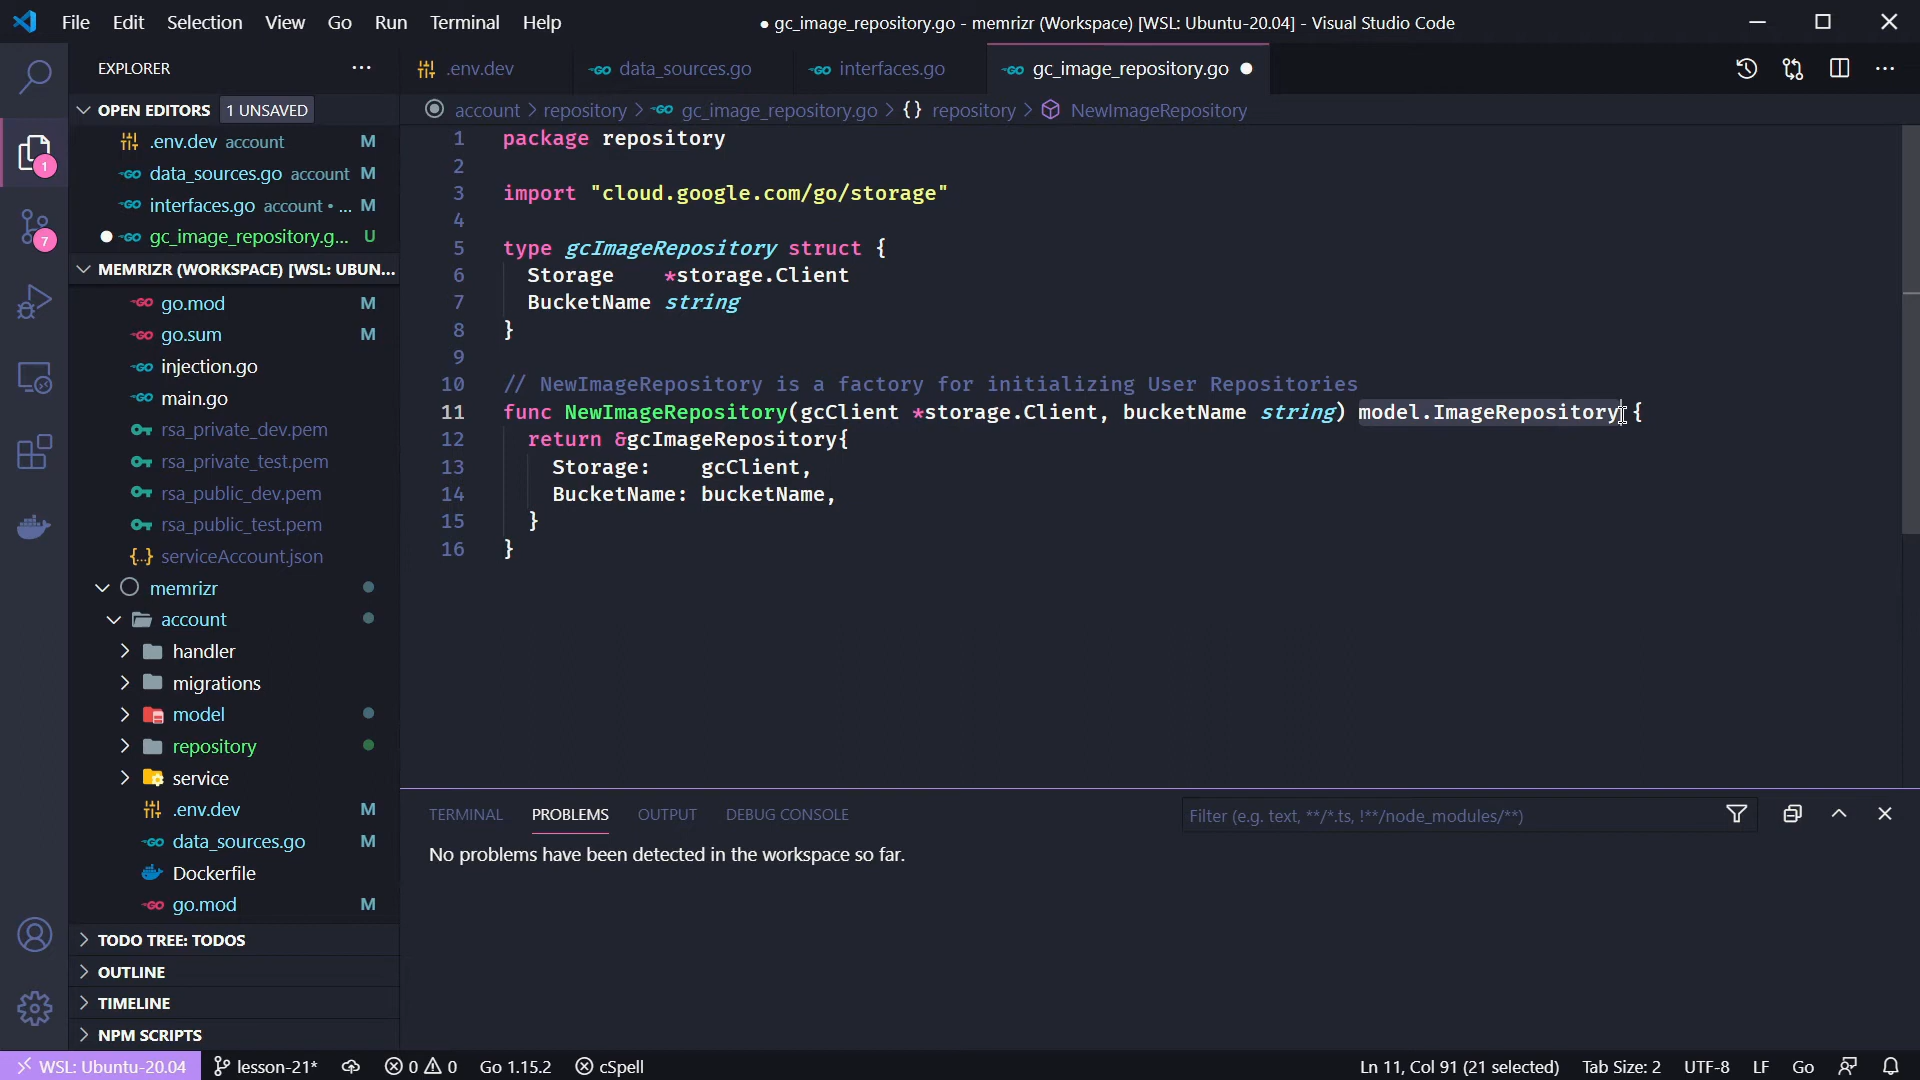 File Edit Selection View Go Run Terminal Help
● gc_image_repository.go - memrizr (Workspace) [WSL: Ubuntu-20.04] - Visual Studio Code
EXPLORER
.env.dev
data_sources.go
interfaces.go
gc_image_repository.go
OPEN EDITORS 1 UNSAVED
.env.dev account M
data_sources.go account M
interfaces.go account • ... M
gc_image_repository.g... U
MEMRIZR (WORKSPACE) [WSL: UBUN...
go.mod M
go.sum M
injection.go
main.go
rsa_private_dev.pem
rsa_private_test.pem
rsa_public_dev.pem
rsa_public_test.pem
serviceAccount.json
memrizr
account
handler
migrations
model
repository
service
.env.dev M
data_sources.go M
Dockerfile
go.mod M
TODO TREE: TODOS
OUTLINE
TIMELINE
NPM SCRIPTS
1
7
account > repository > gc_image_repository.go > {} repository > NewImageRepository
1 package repository
2
3 import "cloud.google.com/go/storage"
4
5 type gcImageRepository struct {
6 Storage *storage.Client
7 BucketName string
8 }
9
10 // NewImageRepository is a factory for initializing User Repositories
11 func NewImageRepository(gcClient *storage.Client, bucketName string) model.ImageRepository {
12 return &gcImageRepository{
13 Storage: gcClient,
14 BucketName: bucketName,
15 }
16 }
TERMINAL PROBLEMS OUTPUT DEBUG CONSOLE
Filter (e.g. text, **/*.ts, !**/node_modules/**)
No problems have been detected in the workspace so far.
WSL: Ubuntu-20.04 lesson-21* 0 0 Go 1.15.2 cSpell
Ln 11, Col 91 (21 selected) Tab Size: 2 UTF-8 LF Go